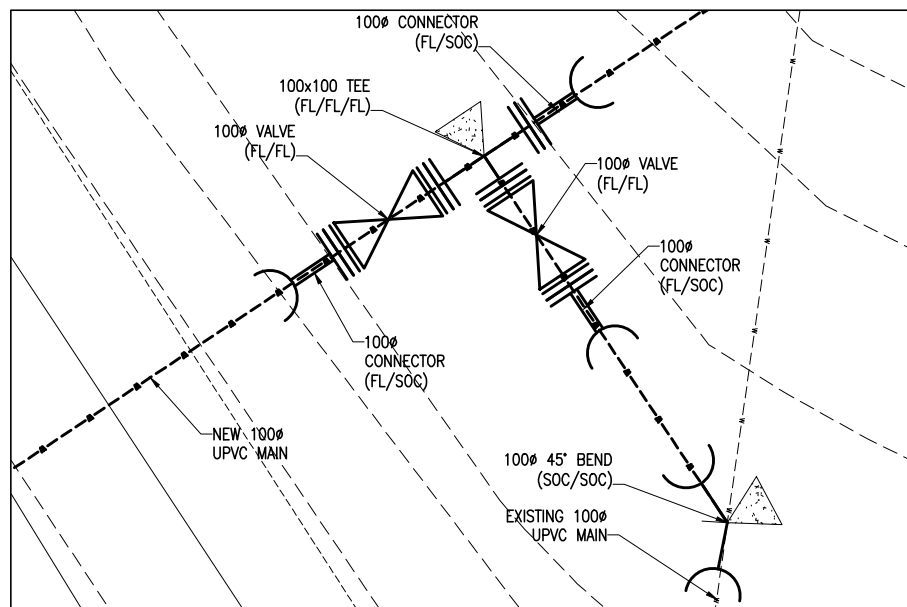 100ø CONNECTOR
(FL/SOC)
100x100 TEE
(FL/FL/FL)
100ø VALVE
(FL/FL)
100ø VALVE
(FL/FL)
100ø
CONNECTOR
(FL/SOC)
100ø
CONNECTOR
(FL/SOC)
NEW 100ø
UPVC MAIN
100ø 45° BEND
(SOC/SOC)
EXISTING 100ø
UPVC MAIN
W
W
W
W
W
W